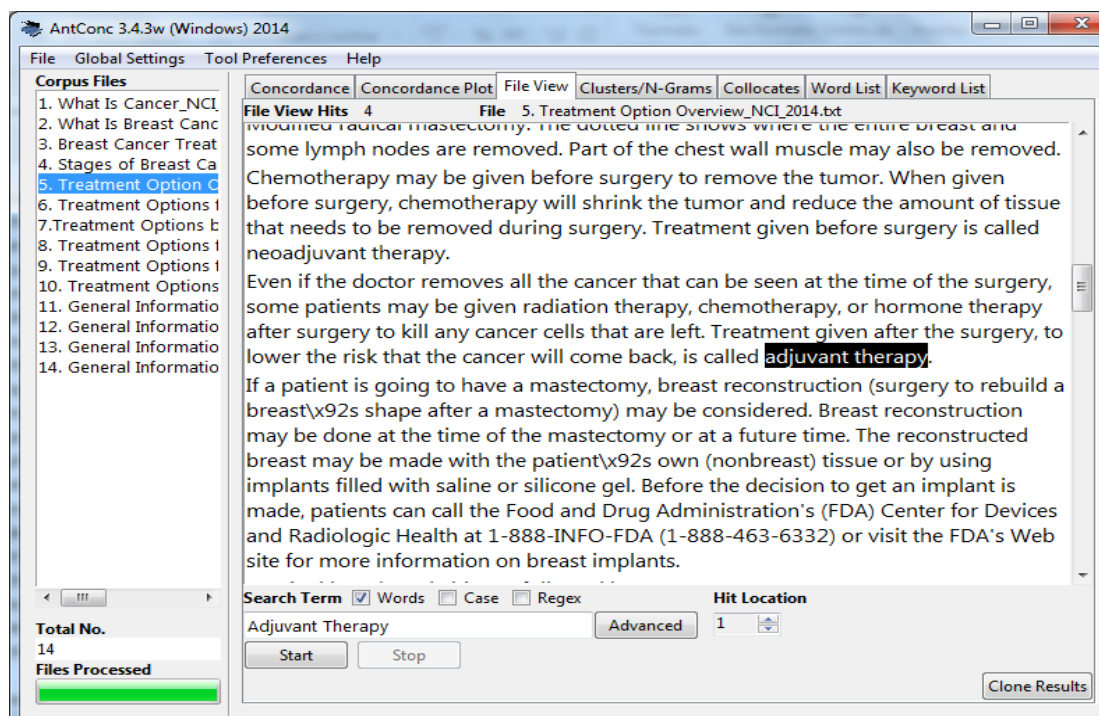 AntConc 3.4.3w (Windows) 2014
File Global Settings Tool Preferences Help
Corpus Files
1. What Is Cancer_NCI_
2. What Is Breast Canc
3. Breast Cancer Treat
4. Stages of Breast Ca
5. Treatment Option O
6. Treatment Options f
7.Treatment Options b
8. Treatment Options f
9. Treatment Options f
10. Treatment Options
11. General Informatio
12. General Informatio
13. General Informatio
14. General Informatio
Total No.
14
Files Processed
Concordance Concordance Plot File View Clusters/N-Grams Collocates Word List Keyword List
File View Hits 4 File 5. Treatment Option Overview_NCI_2014.txt
Modified radical mastectomy. The dotted line shows where the entire breast and
some lymph nodes are removed. Part of the chest wall muscle may also be removed.
Chemotherapy may be given before surgery to remove the tumor. When given
before surgery, chemotherapy will shrink the tumor and reduce the amount of tissue
that needs to be removed during surgery. Treatment given before surgery is called
neoadjuvant therapy.
Even if the doctor removes all the cancer that can be seen at the time of the surgery,
some patients may be given radiation therapy, chemotherapy, or hormone therapy
after surgery to kill any cancer cells that are left. Treatment given after the surgery, to
lower the risk that the cancer will come back, is called adjuvant therapy.
If a patient is going to have a mastectomy, breast reconstruction (surgery to rebuild a
breast\x92s shape after a mastectomy) may be considered. Breast reconstruction
may be done at the time of the mastectomy or at a future time. The reconstructed
breast may be made with the patient\x92s own (nonbreast) tissue or by using
implants filled with saline or silicone gel. Before the decision to get an implant is
made, patients can call the Food and Drug Administration's (FDA) Center for Devices
and Radiologic Health at 1-888-INFO-FDA (1-888-463-6332) or visit the FDA's Web
site for more information on breast implants.
Search Term Words Case Regex Hit Location
Adjuvant Therapy Advanced 1
Start Stop
Clone Results